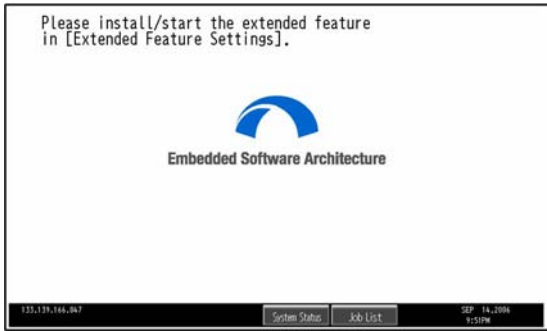 Please install/start the extended feature
in [Extended Feature Settings].
Embedded Software Architecture
133.139.166.047
System Status
Job List
SEP 14,2006
9:51PM